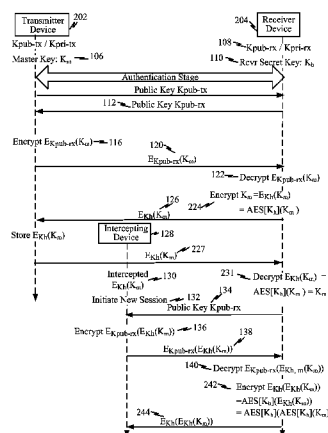 Transmitter
Device
202
Receiver
Device
204
Kpub-tx / Kpri-tx
108
Kpub-rx / Kpri-rx
Master Key: Km
106
110
Rcvr Secret Key: Kh
Authentication Stage
Public Key Kpub-tx
112
Public Key Kpub-rx
Encrypt EKpub-rx(Km)
116
120
EKpub-rx(Km)
122
Decrypt EKpub-rx(Km)
Encrypt Km=EKh(Km)
126
224
= AES[Kh](Km)
EKh(Km)
Store EKh(Km)
Intercepting
Device
128
EKh(Km)
227
Intercepted
EKh(Km)
130
231
Decrypt EKh(Km) =
AES[Kh](Km) = Km
Initiate New Session
132
134
Public Key Kpub-rx
Encrypt EKpub-rx(EKh(Km))
136
138
EKpub-rx(EKh(Km))
140
Decrypt EKpub-rx(EKh, m(Km))
242
Encrypt EKh(EKh(Km))
=AES[Kh](EKh(Km))
= AES[Kh](AES[Kh](Km))
244
EKh(EKh(Km))